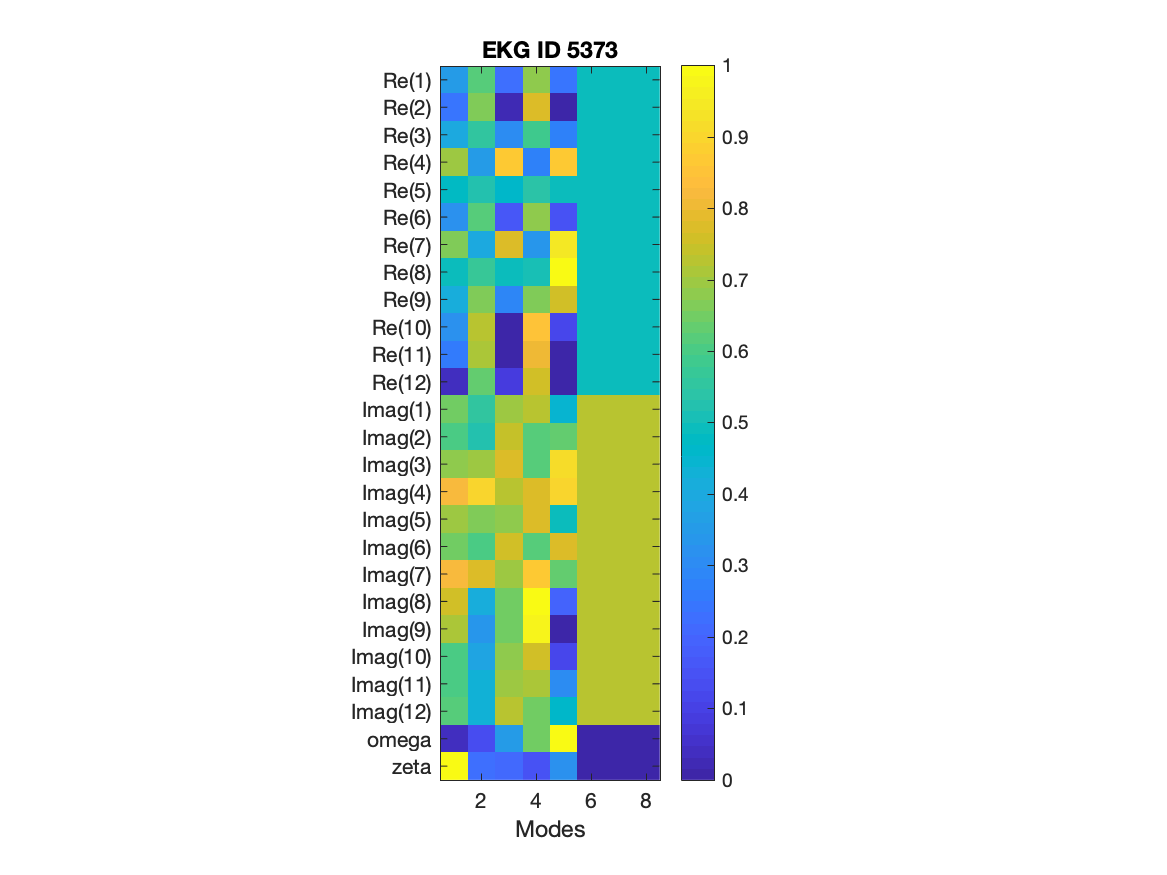 EKG ID 5373
Re(1)
Re(2)
Re(3)
Re(4)
Re(5)
Re(6)
Re(7)
Re(8)
Re(9)
Re(10)
Re(11)
Re(12)
Imag(1)
Imag(2)
Imag(3)
Imag(4)
Imag(5)
Imag(6)
Imag(7)
Imag(8)
Imag(9)
Imag(10)
Imag(11)
Imag(12)
omega
zeta
2 4 6 8
Modes
1
0.9
0.8
0.7
0.6
0.5
0.4
0.3
0.2
0.1
0